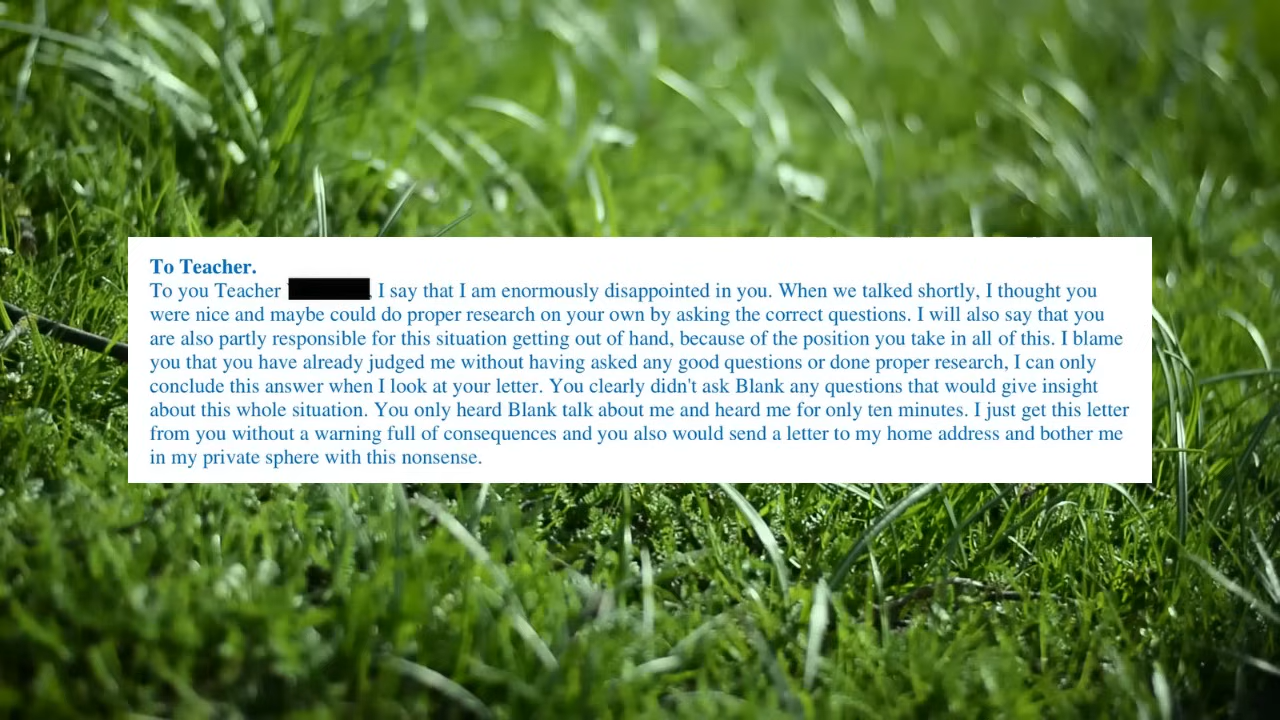 To Teacher.
To you Teacher , I say that I am enormously disappointed in you. When we talked shortly, I thought you
were nice and maybe could do proper research on your own by asking the correct questions. I will also say that you
are also partly responsible for this situation getting out of hand, because of the position you take in all of this. I blame
you that you have already judged me without having asked any good questions or done proper research, I can only
conclude this answer when I look at your letter. You clearly didn't ask Blank any questions that would give insight
about this whole situation. You only heard Blank talk about me and heard me for only ten minutes. I just get this letter
from you without a warning full of consequences and you also would send a letter to my home address and bother me
in my private sphere with this nonsense.